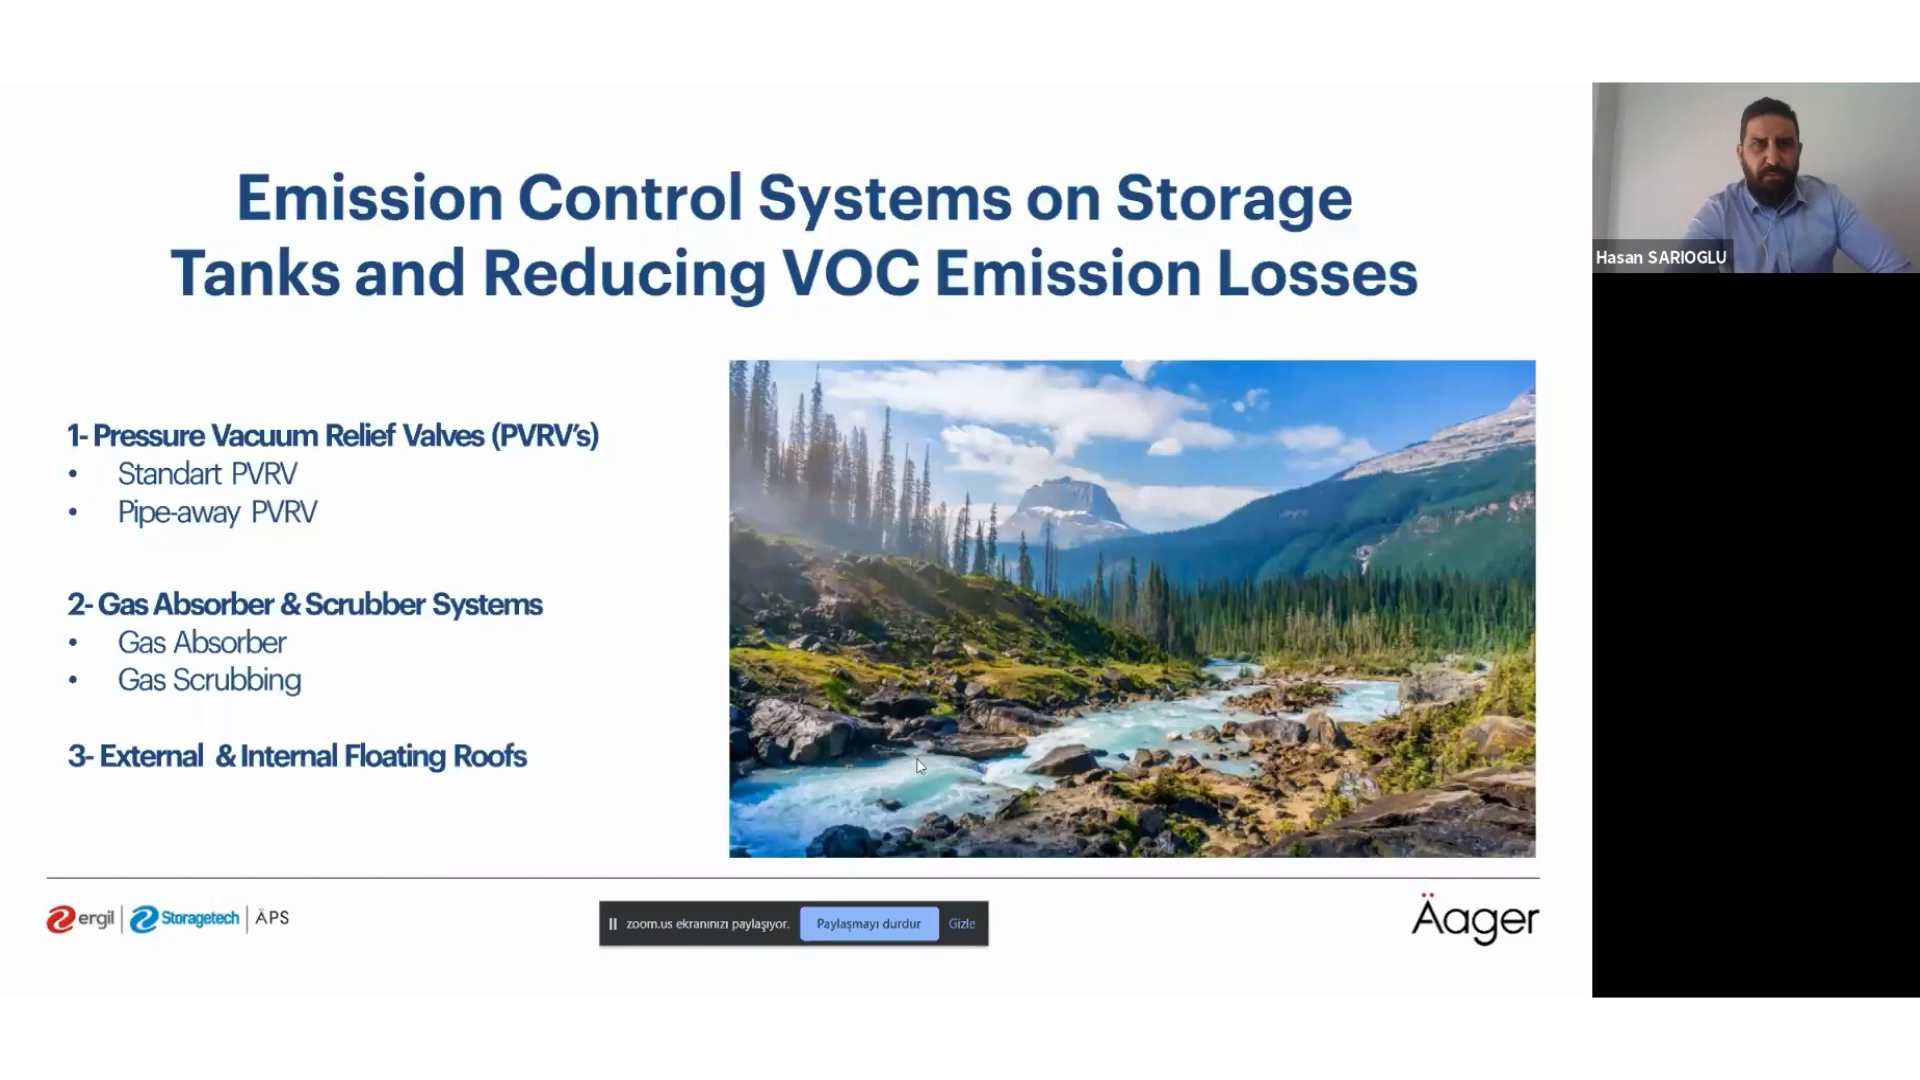 Emission Control Systems on Storage
Tanks and Reducing VOC Emission Losses
1- Pressure Vacuum Relief Valves (PVRV's)
• Standart PVRV
• Pipe-away PVRV
2- Gas Absorber & Scrubber Systems
• Gas Absorber
• Gas Scrubbing
3- External & Internal Floating Roofs
ergil | Storagetech | ÄPS
zoom.us ekranınızı paylaşıyor. Paylaşmayı durdur Gizle
Äager
Hasan SARIOGLU